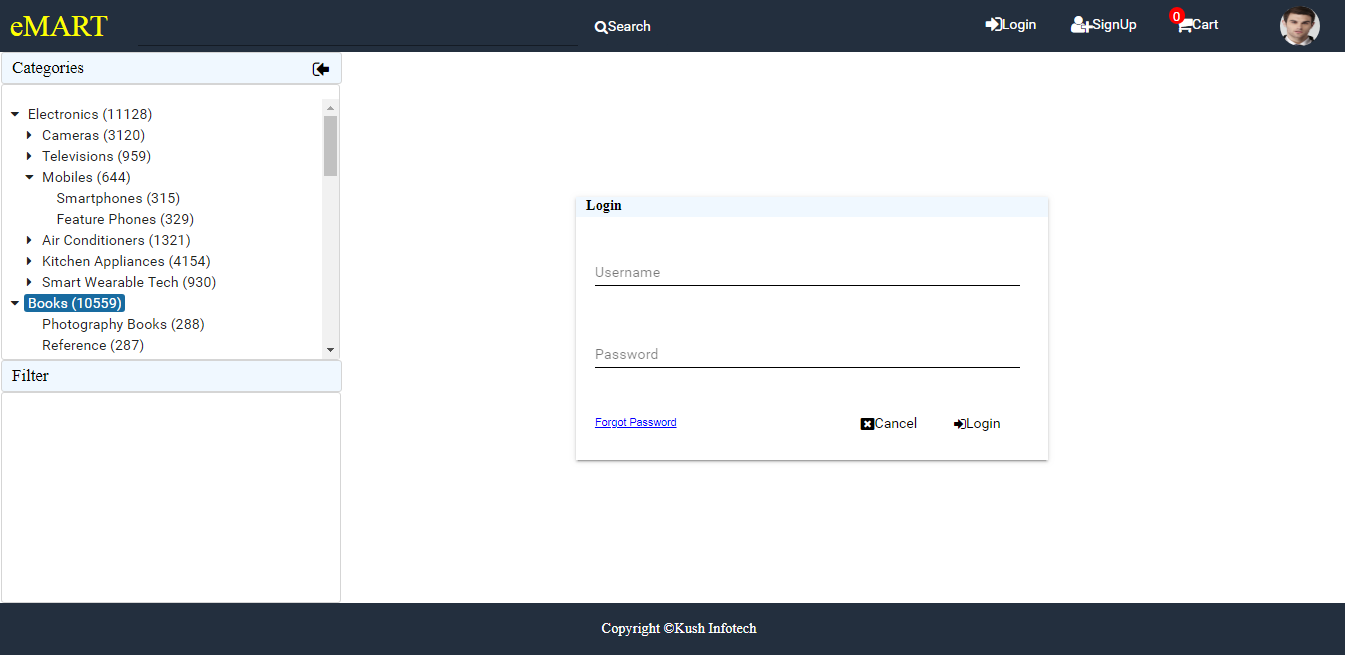 eMART
Search
Login
SignUp
0
Cart
Categories
Electronics (11128)
Cameras (3120)
Televisions (959)
Mobiles (644)
Smartphones (315)
Feature Phones (329)
Air Conditioners (1321)
Kitchen Appliances (4154)
Smart Wearable Tech (930)
Books (10559)
Photography Books (288)
Reference (287)
Filter
Login
Username
Password
Forgot Password
Cancel
Login
Copyright ©Kush Infotech